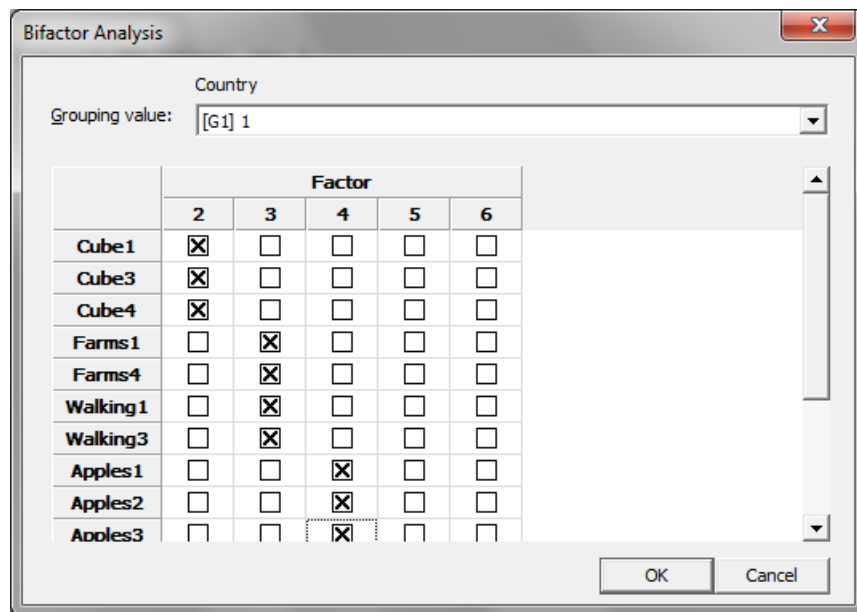 Bifactor Analysis
Country
Grouping value: [G1] 1
Factor
2 3 4 5 6
Cube1
Cube3
Cube4
Farms1
Farms4
Walking1
Walking3
Apples1
Apples2
Apples3
OK Cancel